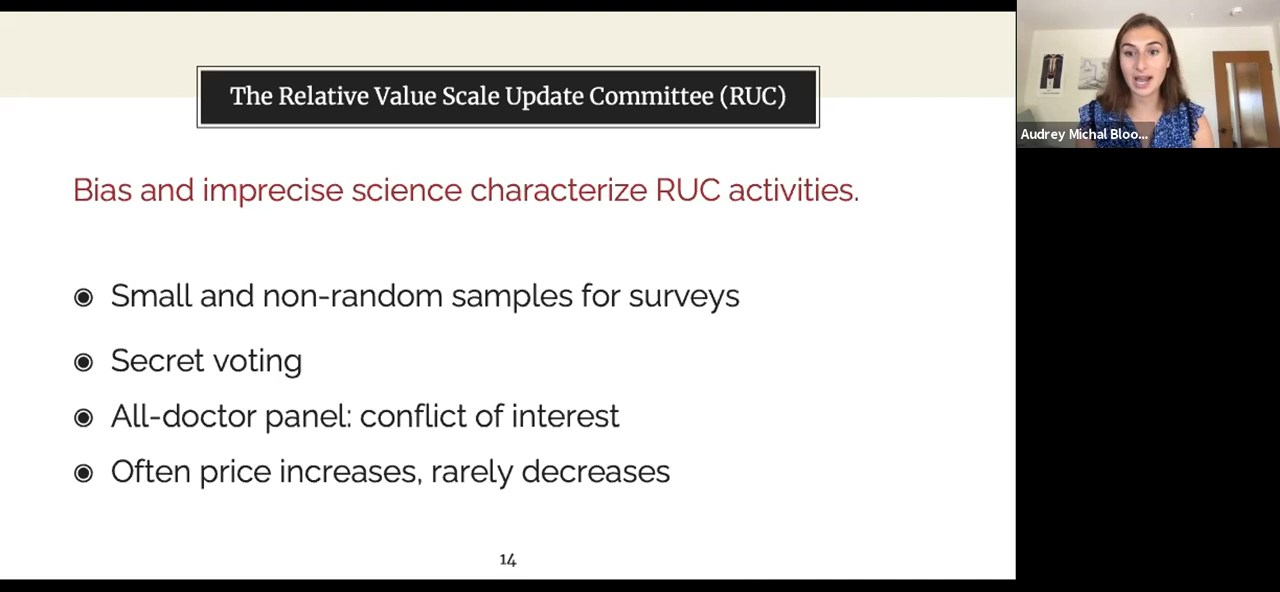 The Relative Value Scale Update Committee (RUC)
Audrey Michal Bloo...
Bias and imprecise science characterize RUC activities.
Small and non-random samples for surveys
Secret voting
All-doctor panel: conflict of interest
Often price increases, rarely decreases
14